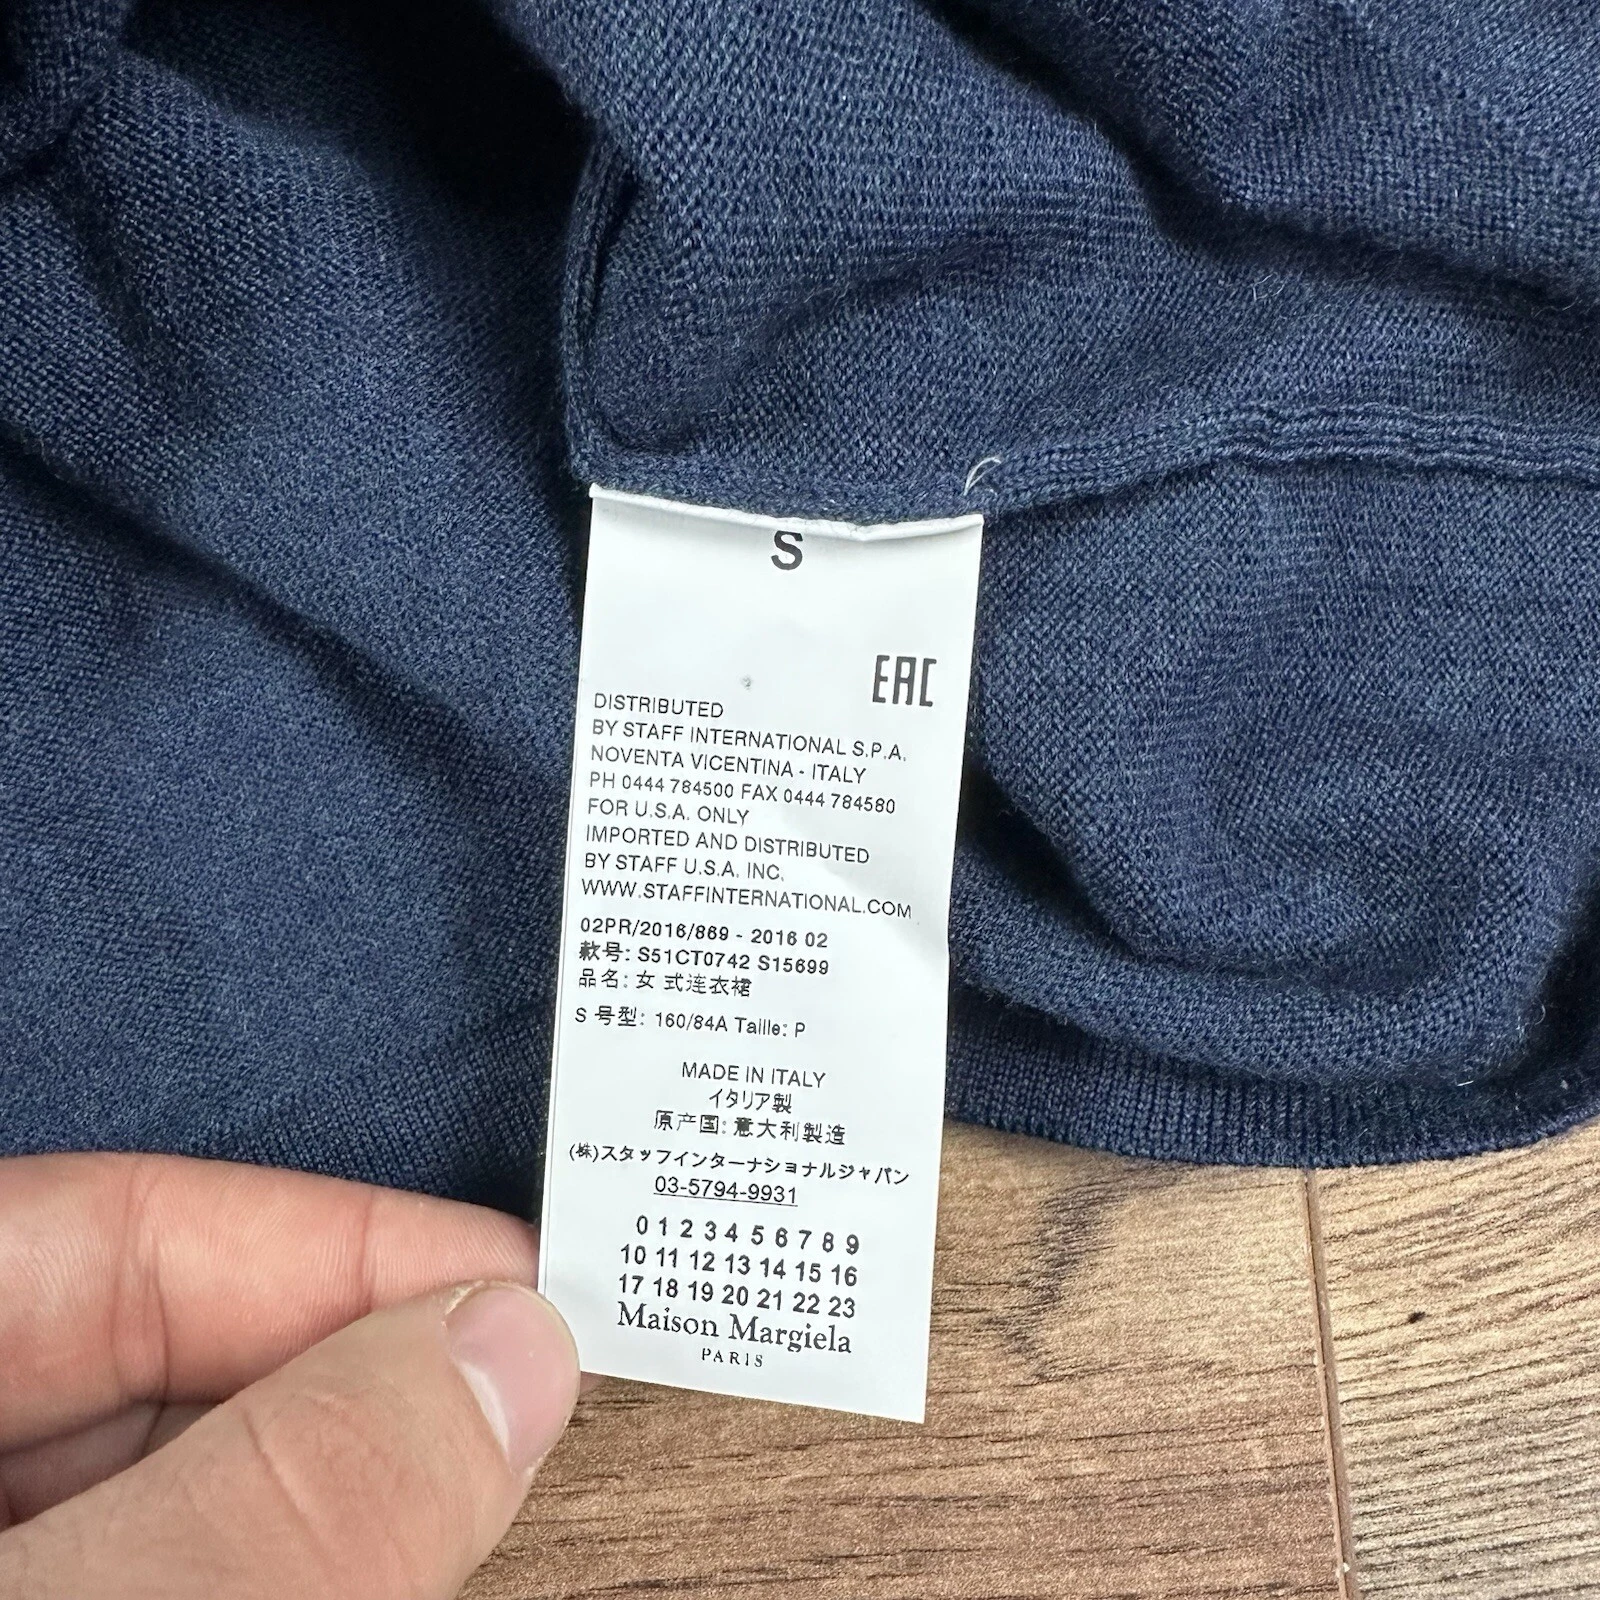 S
EAC
DISTRIBUTED
BY STAFF INTERNATIONAL S.P.A.
NOVENTA VICENTINA - ITALY
PH 0444 784500 FAX 0444 784580
FOR U.S.A. ONLY
IMPORTED AND DISTRIBUTED
BY STAFF U.S.A. INC.
WWW.STAFFINTERNATIONAL.COM
02PR/2016/869 - 2016 02
款号: S51CT0742 S15699
品名: 女 式连衣裙
S 号型: 160/84A Taille: P
MADE IN ITALY
イタリア製
原产国: 意大利製造
(株)スタッフインターナショナルジャパン
03-5794-9931
0 1 2 3 4 5 6 7 8 9
10 11 12 13 14 15 16
17 18 19 20 21 22 23
Maison Margiela
PARIS